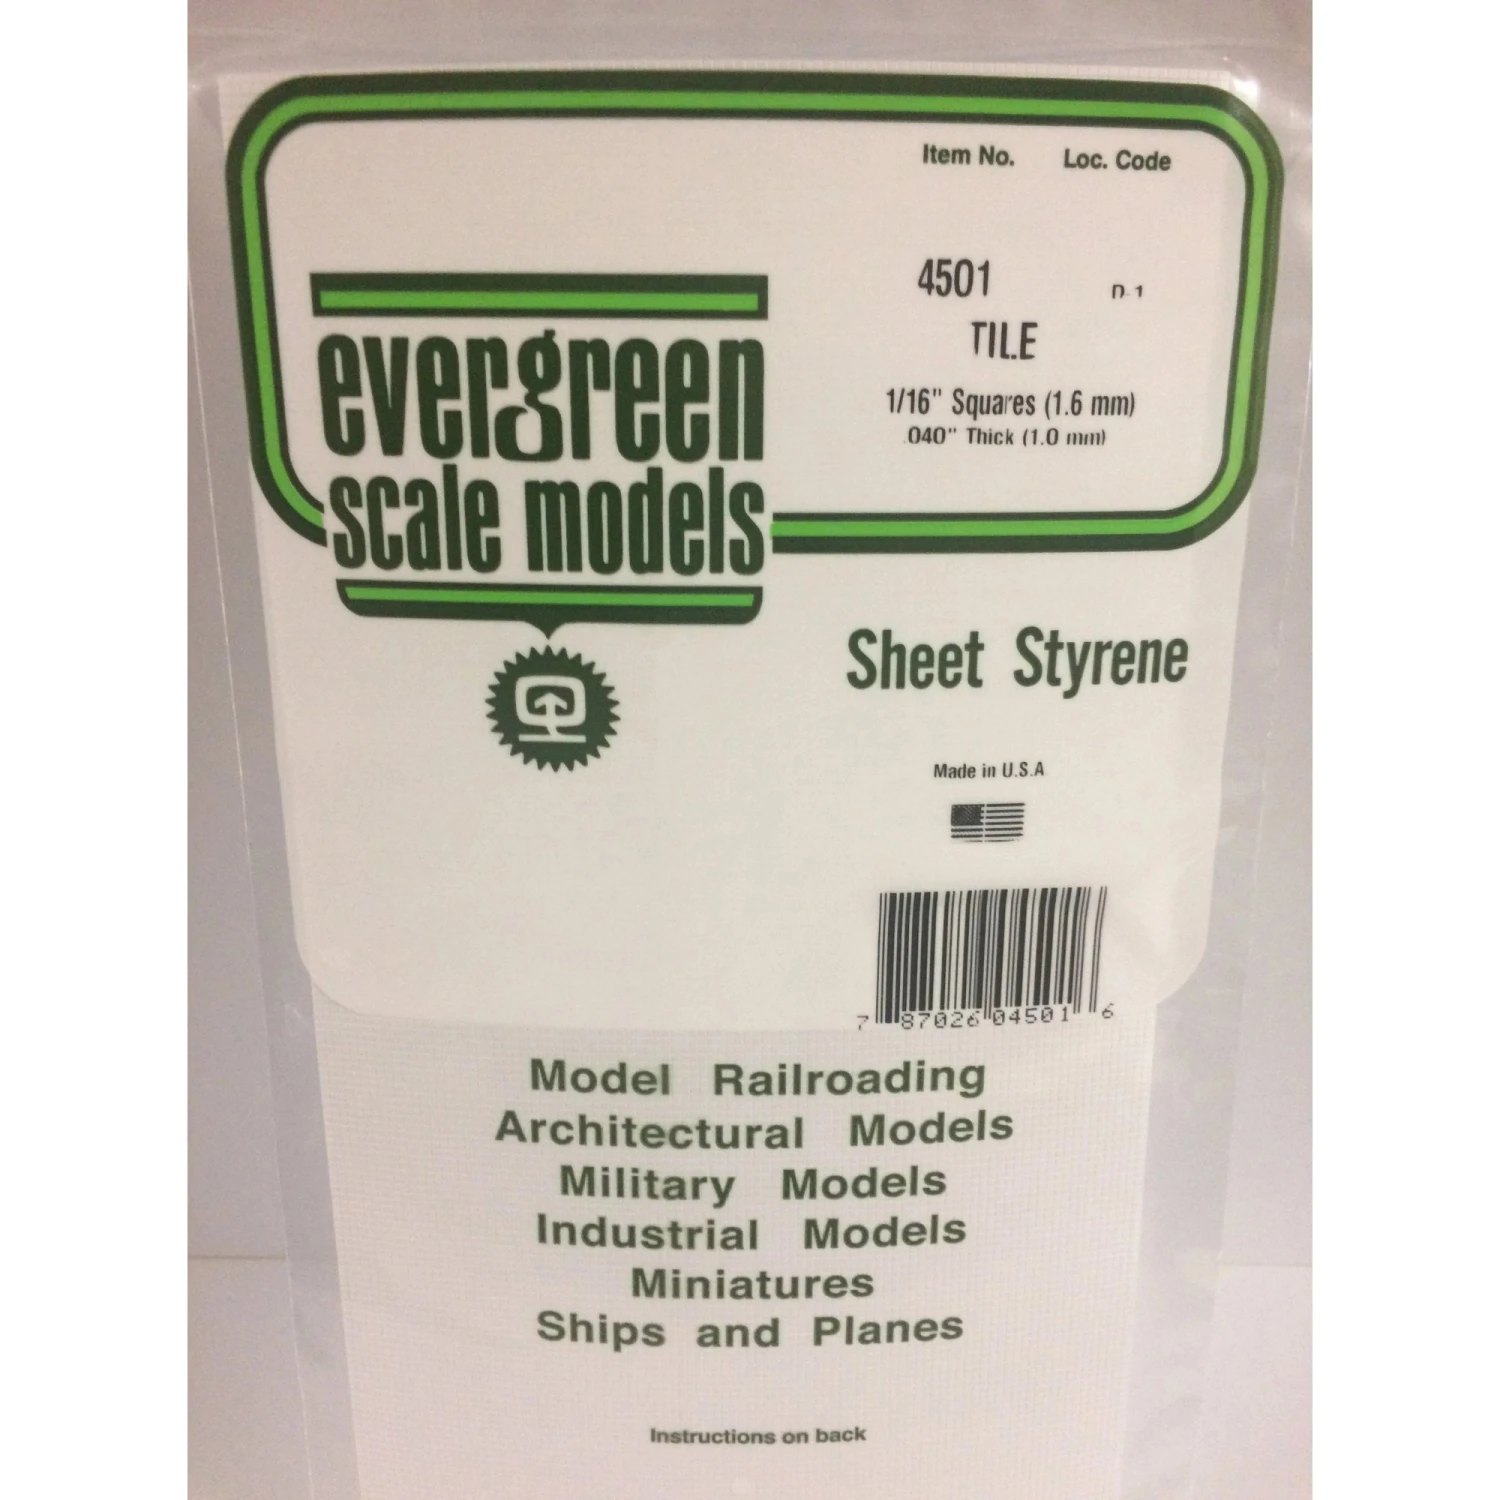 Item No. Loc. Code
4501 D-1
TILE
1/16" Squares (1.6 mm)
.040" Thick (1.0 mm)
evergreen
scale models
Sheet Styrene
Made in U.S.A
7 87026 04501 6
Model Railroading
Architectural Models
Military Models
Industrial Models
Miniatures
Ships and Planes
Instructions on back